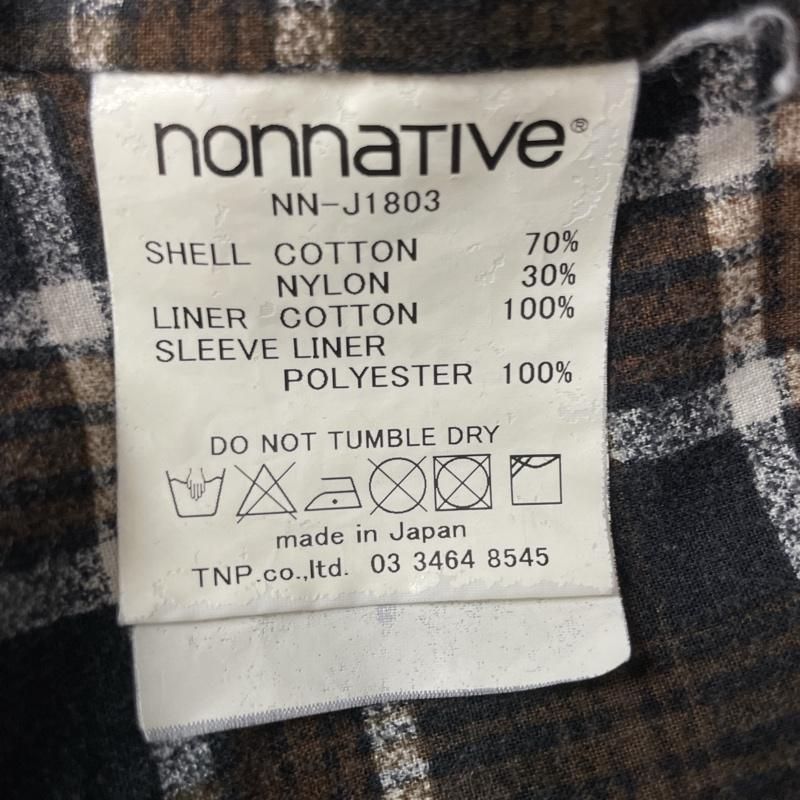 nonnaTIve®
NN-J1803
SHELL COTTON 70%
NYLON 30%
LINER COTTON 100%
SLEEVE LINER
POLYESTER 100%
DO NOT TUMBLE DRY
made in Japan
TNP.co.,ltd. 03 3464 8545